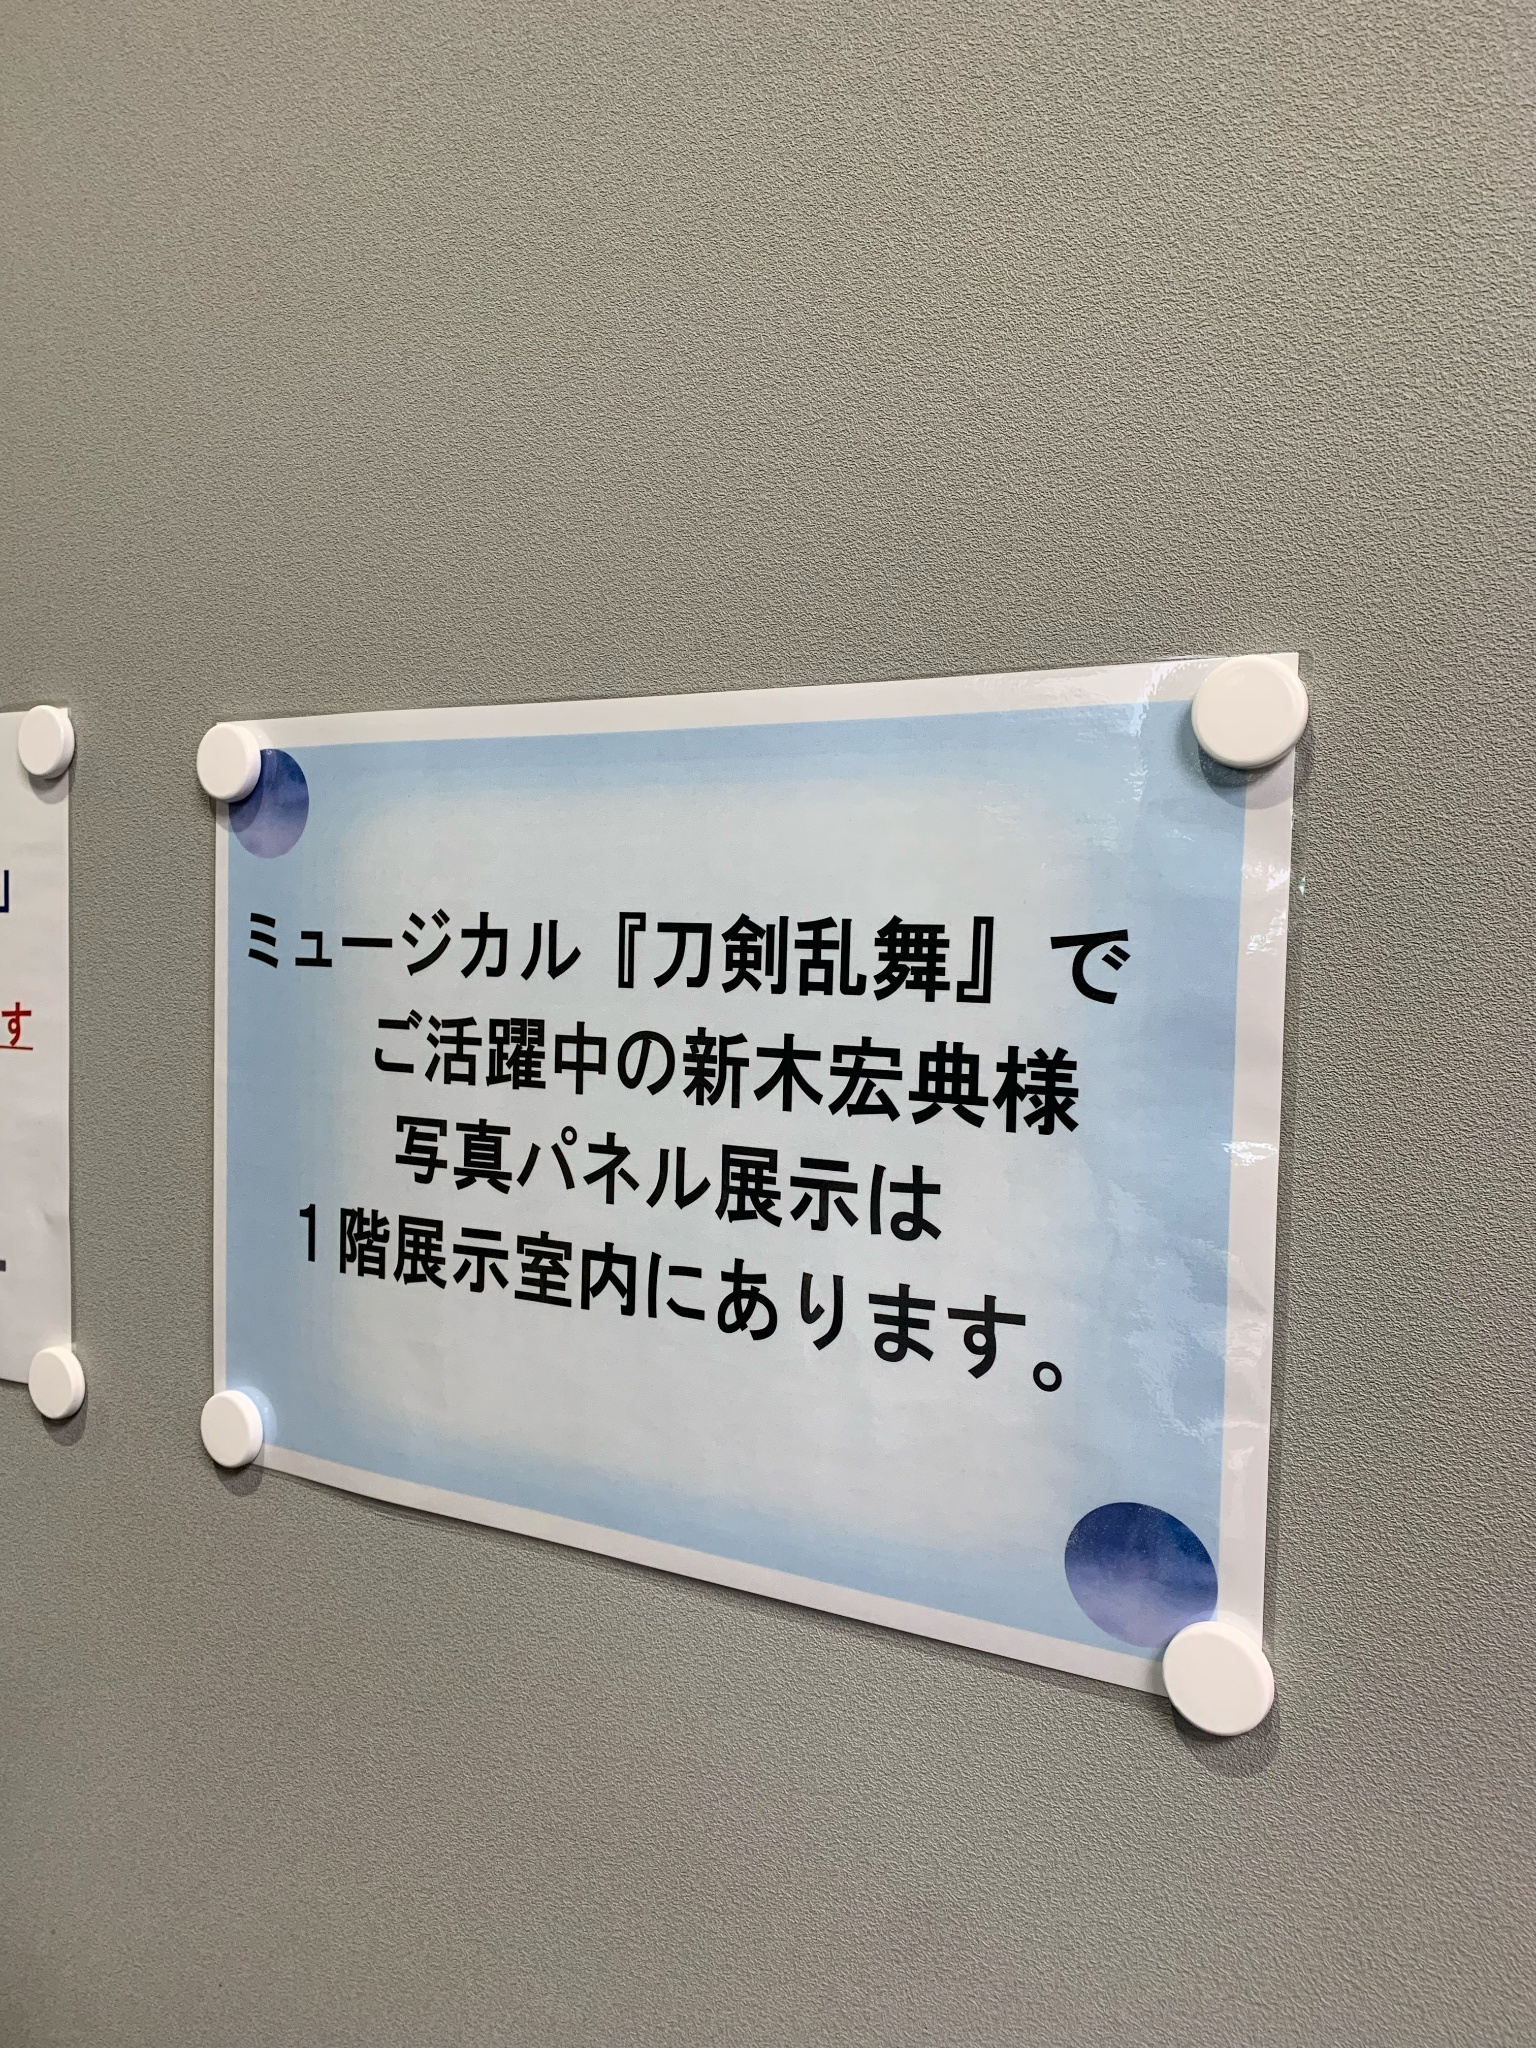 ミュージカル『刀剣乱舞』で
ご活躍中の新木宏典様
写真パネル展示は
1階展示室内にあります。
」
す